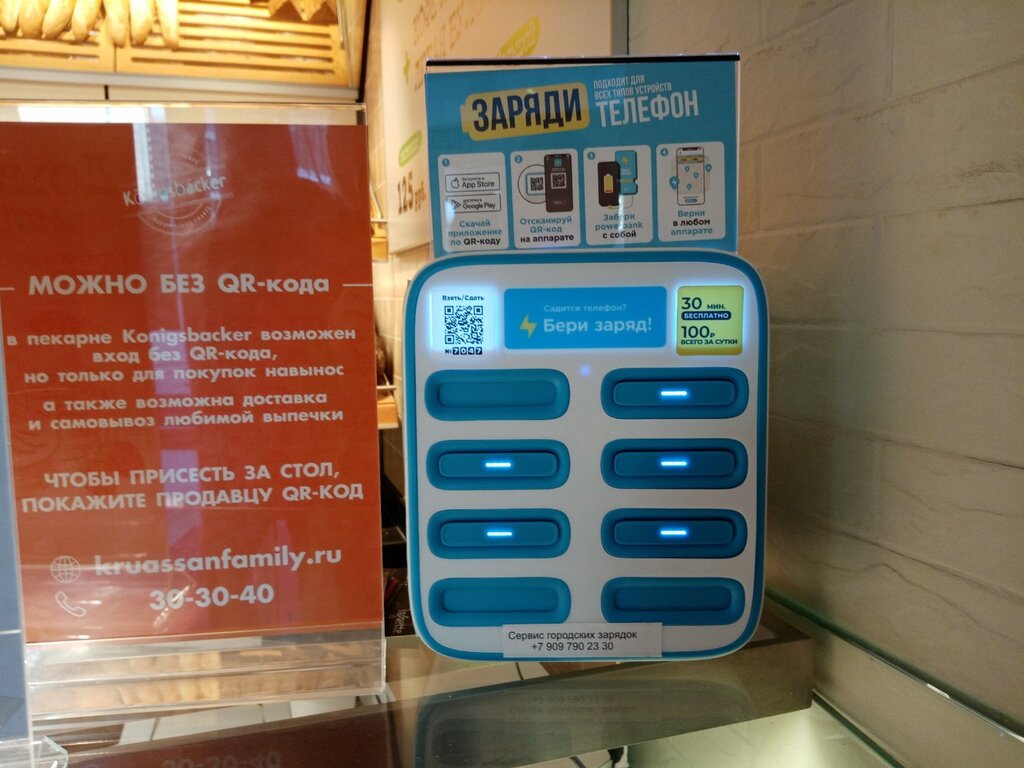 Königsbäcker
МОЖНО БЕЗ QR-кода
в пекарне Konigsbacker возможен
вход без QR-кода,
но только для покупок навынос
а также возможна доставка
и самовывоз любимой выпечки
ЧТОБЫ ПРИСЕСТЬ ЗА СТОЛ,
ПОКАЖИТЕ ПРОДАВЦУ QR-КОД
kruassanfamily.ru
30-30-40
ЗАРЯДИ
ПОДХОДИТ ДЛЯ
ВСЕХ ТИПОВ УСТРОЙСТВ
ТЕЛЕФОН
1
App Store
Google Play
Скачай
приложение
по QR-коду
2
Отсканируй
QR-код
на аппарате
3
Забери
powerbank
с собой
4
Верни
в любом
аппарате
Взять/Сдать
№7047
Садится телефон?
Бери заряд!
30 мин.
БЕСПЛАТНО
100₽
ВСЕГО ЗА СУТКИ
Сервис городских зарядок
+7 909 790 23 30